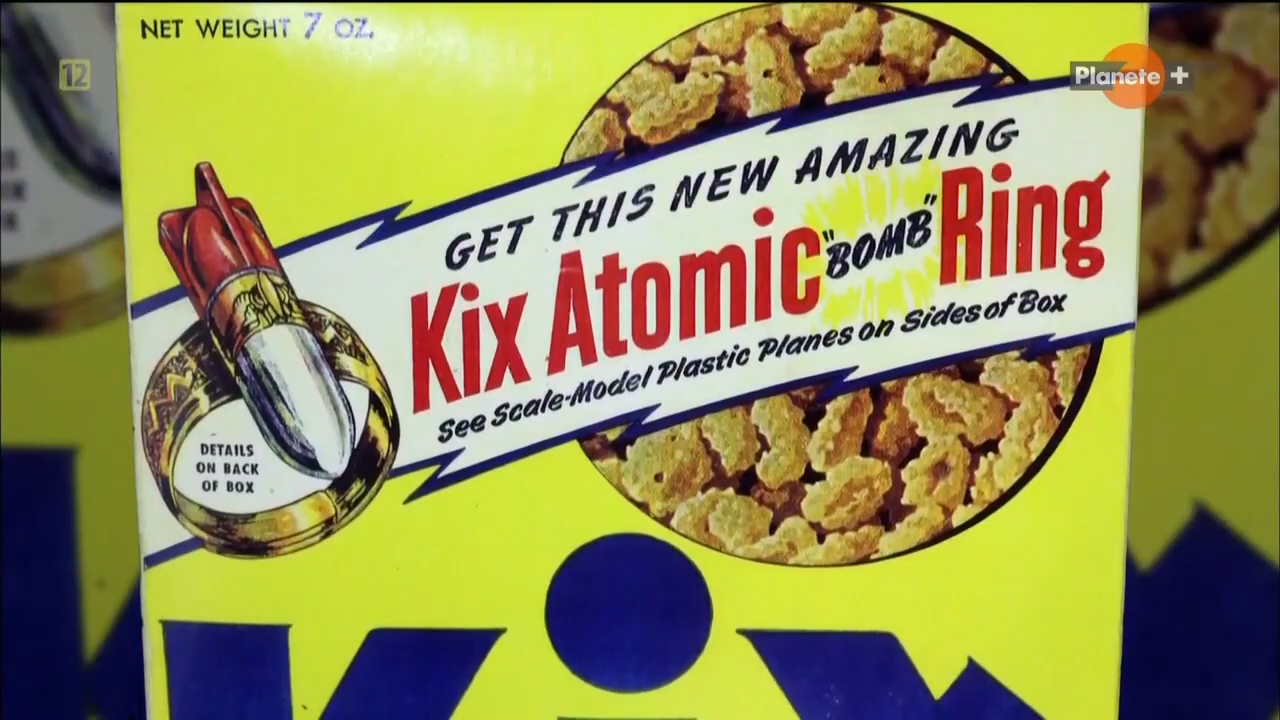 NET WEIGHT 7 OZ.
12
Planete +
GET THIS NEW AMAZING
Kix Atomic "BOMB" Ring
See Scale-Model Plastic Planes on Sides of Box
DETAILS
ON BACK
OF BOX
Kix